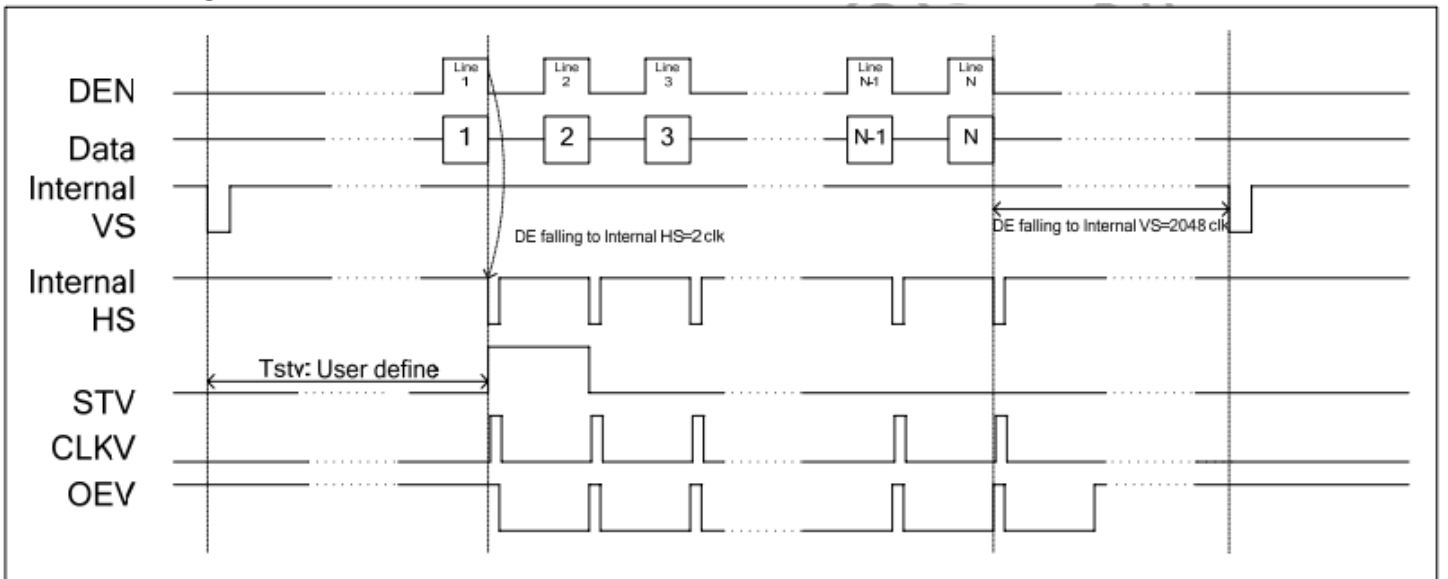 DEN
Line 1
Line 2
Line 3
Line N-1
Line N
Data
1
2
3
N-1
N
Internal
VS
DE falling to Internal HS=2 clk
DE falling to Internal VS=2048 clk
Internal
HS
Tstv: User define
STV
CLKV
OEV